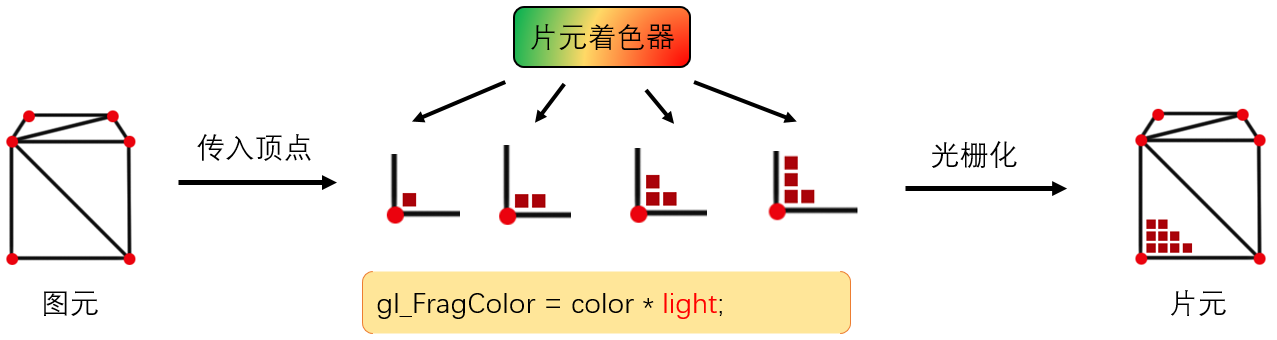 片元着色器
传入顶点
光栅化
gl_FragColor = color * light;
图元
片元